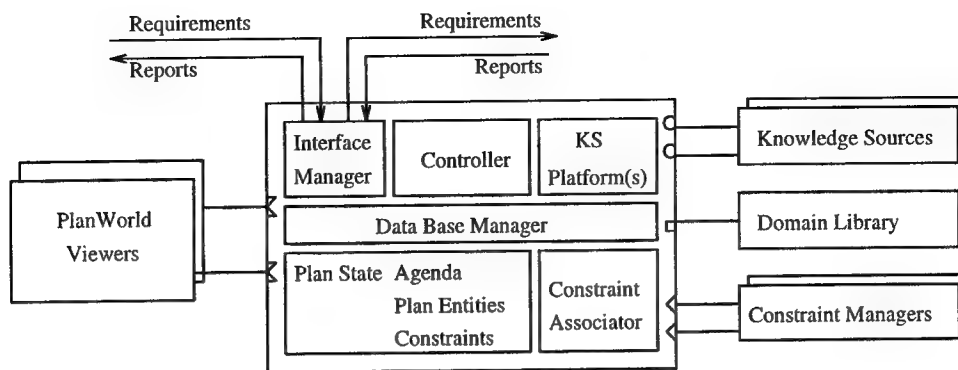 Requirements
Requirements
Reports
Reports
Interface
Manager
Controller
KS
Platform(s)
Knowledge Sources
PlanWorld
Viewers
Data Base Manager
Domain Library
Plan State Agenda
Plan Entities
Constraints
Constraint
Associator
Constraint Managers